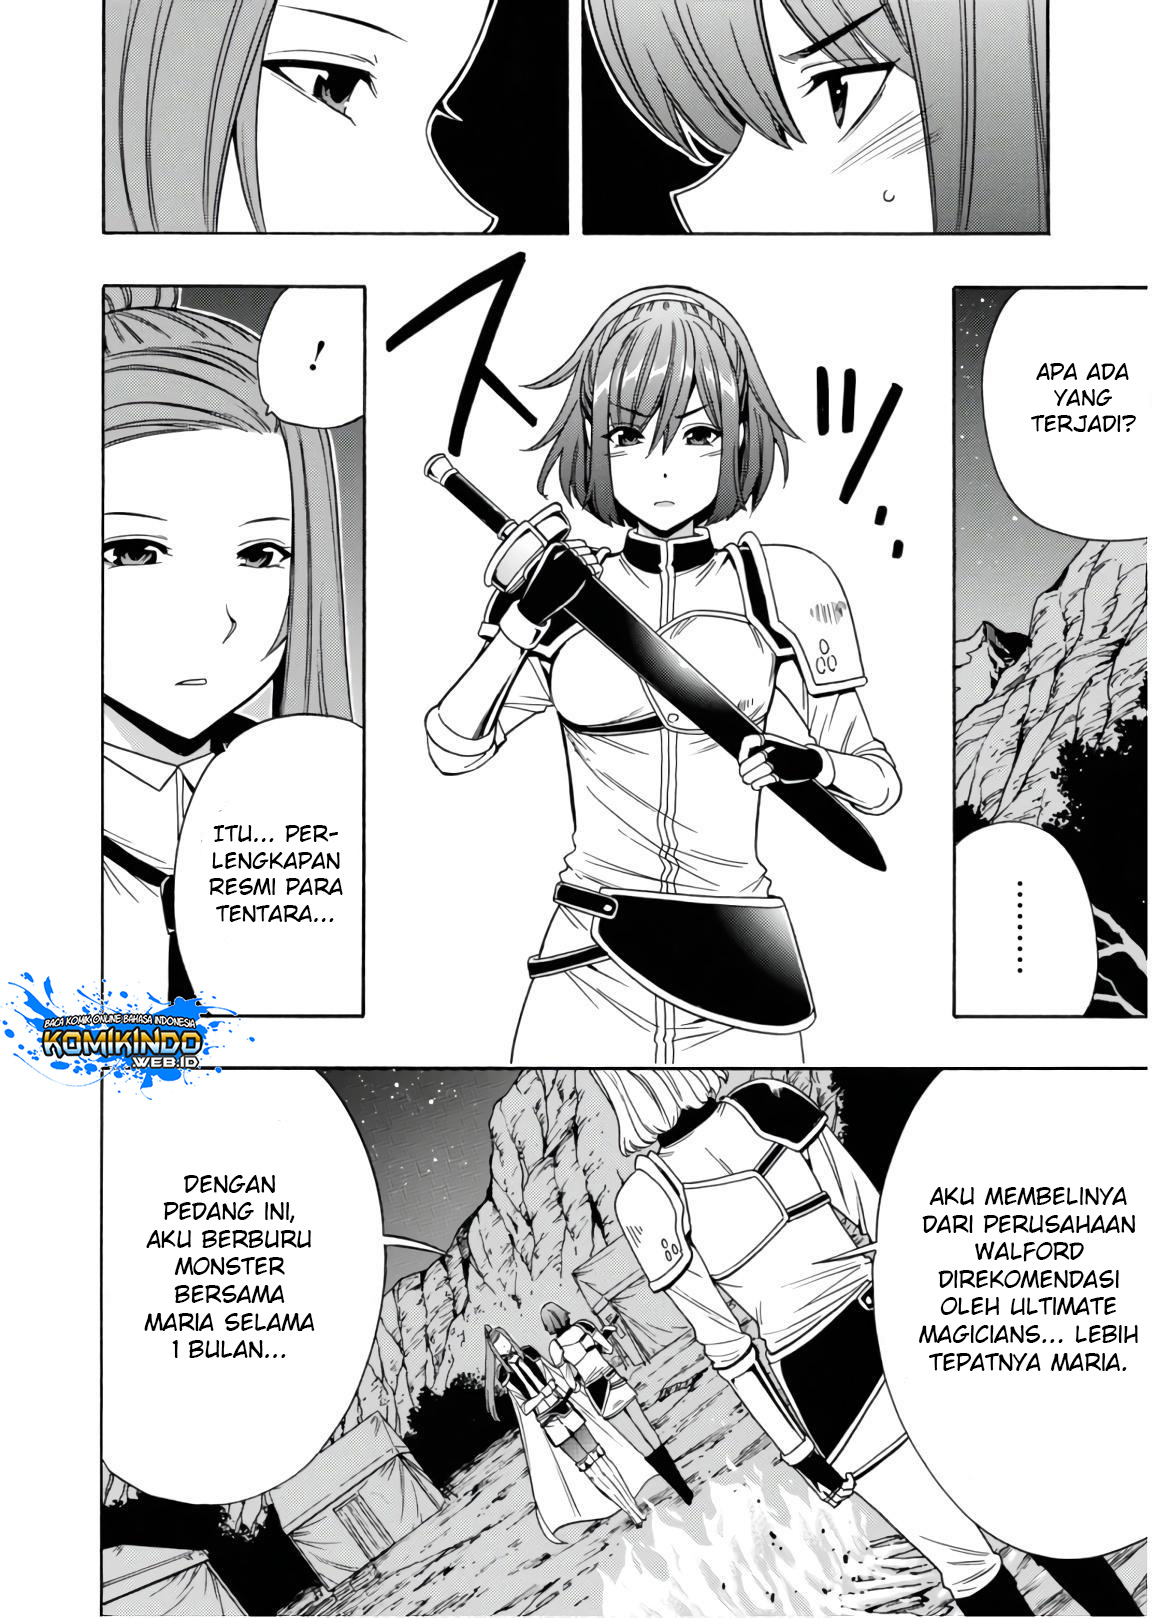 APA ADA
YANG
TERJADI?
.........
スッ...
!
ITU... PER-
LENGKAPAN
RESMI PARA
TENTARA...
BACA KOMIK ONLINE BAHASA INDONESIA
KOMIKINDO
WEB.ID
AKU MEMBELINYA
DARI PERUSAHAAN
WALFORD
DIREKOMENDASI
OLEH ULTIMATE
MAGICIANS... LEBIH
TEPATNYA MARIA.
DENGAN
PEDANG INI,
AKU BERBURU
MONSTER
BERSAMA
MARIA SELAMA
1 BULAN...